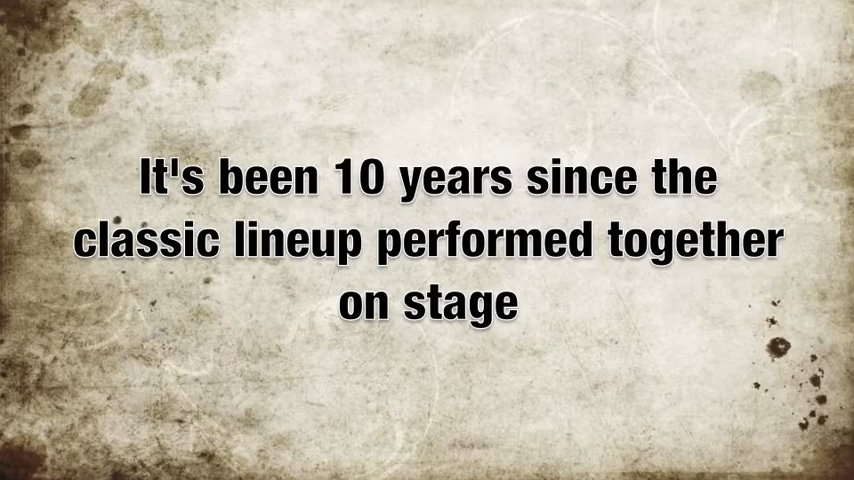 It's been 10 years since the
classic lineup performed together
on stage